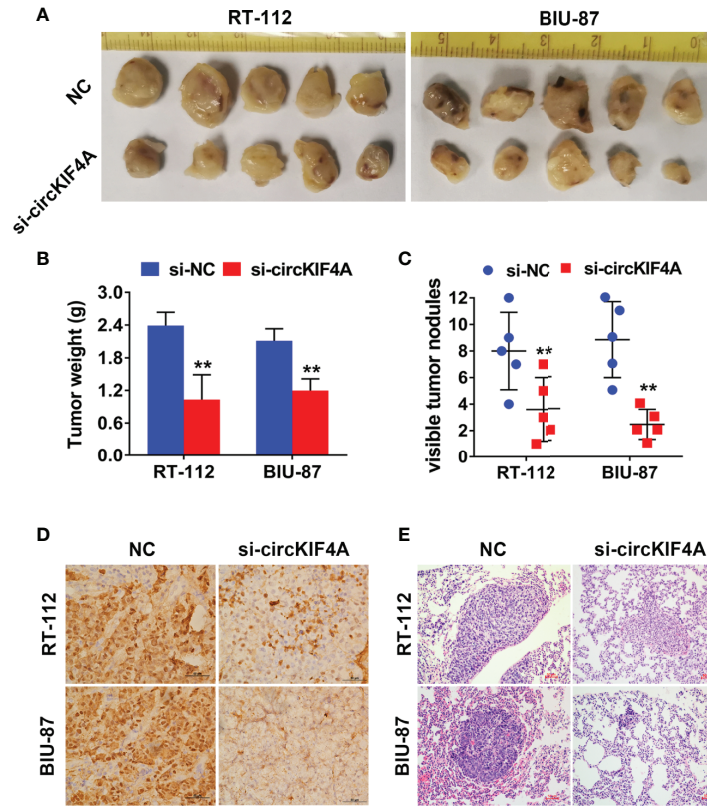 A
RT-112
BIU-87
NC
si-circKIF4A
B
si-NC
si-circKIF4A
Tumor weight (g)
3.0
2.4
1.8
1.2
0.6
0.0
**
**
RT-112
BIU-87
C
si-NC
si-circKIF4A
visible tumor nodules
12
10
8
6
4
2
0
**
**
RT-112
BIU-87
D
NC
si-circKIF4A
RT-112
BIU-87
E
NC
si-circKIF4A
RT-112
BIU-87